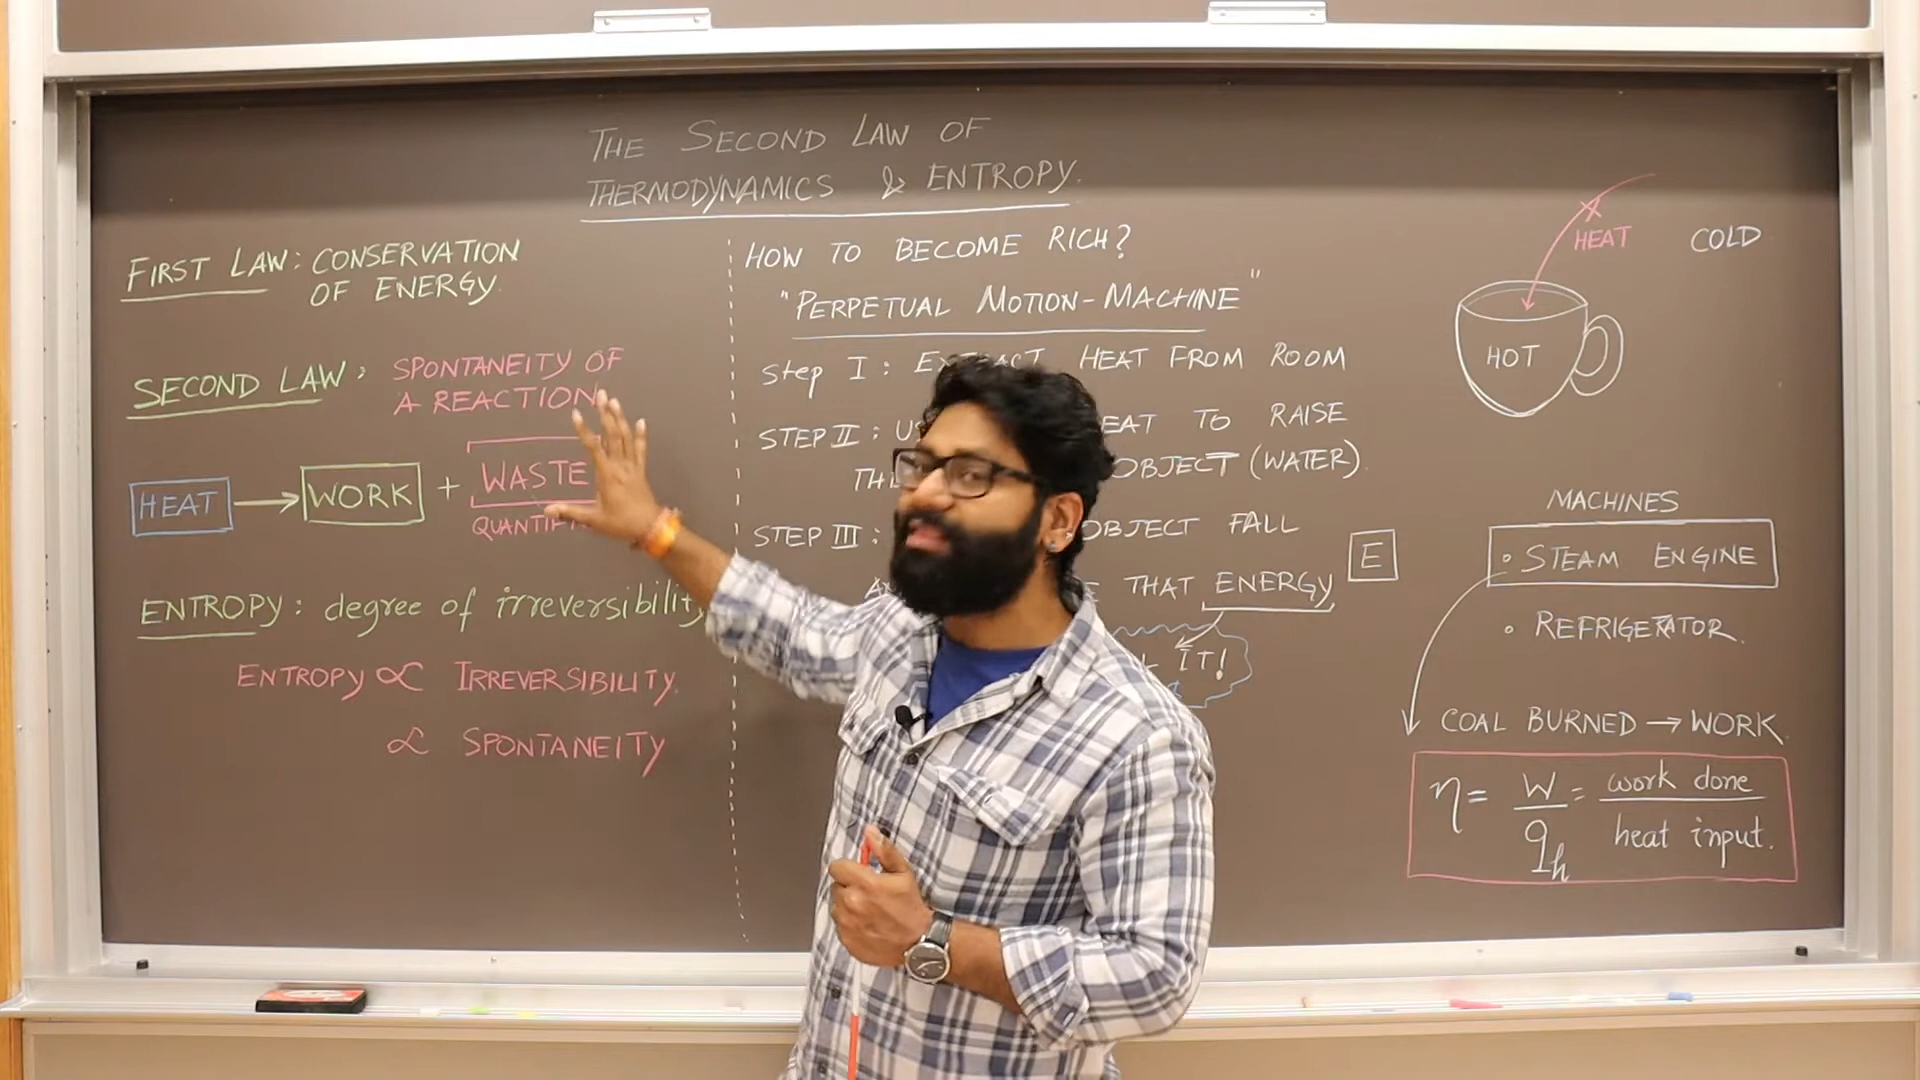 THE SECOND LAW OF
THERMODYNAMICS & ENTROPY.
FIRST LAW: CONSERVATION
OF ENERGY.
SECOND LAW: SPONTANEITY OF
A REACTION
HEAT → WORK + WASTE
ENTROPY: degree of irreversibility
ENTROPY ∝ IRREVERSIBILITY.
∝ SPONTANEITY
HOW TO BECOME RICH?
"PERPETUAL MOTION-MACHINE"
Step I: HEAT FROM ROOM
STEP II: TO RAISE
OBJECT (WATER).
STEP III: OBJECT FALL
THAT ENERGY
E
IT!
HEAT
COLD
HOT
MACHINES
• STEAM ENGINE
• REFRIGERATOR.
COAL BURNED → WORK.
η = W/qh = work done / heat input.